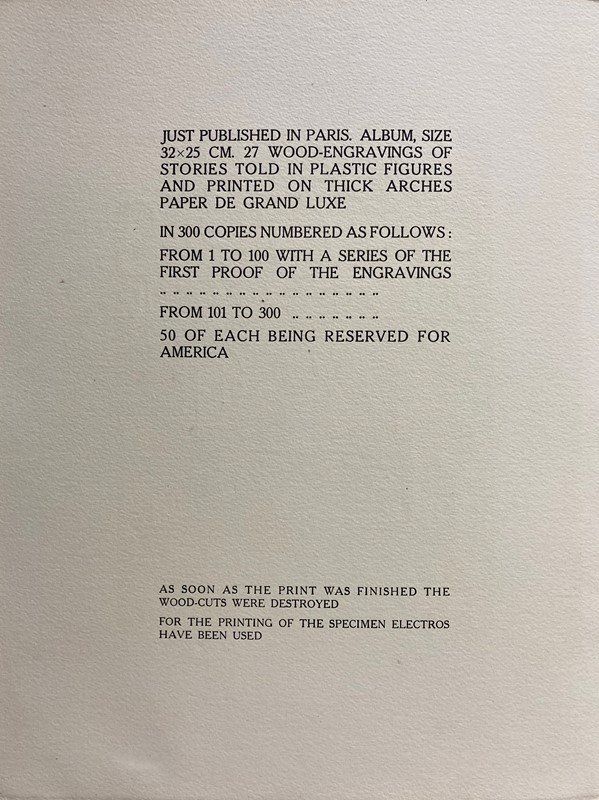 JUST PUBLISHED IN PARIS. ALBUM, SIZE
32×25 CM. 27 WOOD-ENGRAVINGS OF
STORIES TOLD IN PLASTIC FIGURES
AND PRINTED ON THICK ARCHES
PAPER DE GRAND LUXE
IN 300 COPIES NUMBERED AS FOLLOWS:
FROM 1 TO 100 WITH A SERIES OF THE
FIRST PROOF OF THE ENGRAVINGS
.. .. .. .. .. .. .. .. .. .. .. .. .. .. .. .. ..
FROM 101 TO 300 .. .. .. .. .. .. ..
50 OF EACH BEING RESERVED FOR
AMERICA
AS SOON AS THE PRINT WAS FINISHED THE
WOOD-CUTS WERE DESTROYED
FOR THE PRINTING OF THE SPECIMEN ELECTROS
HAVE BEEN USED